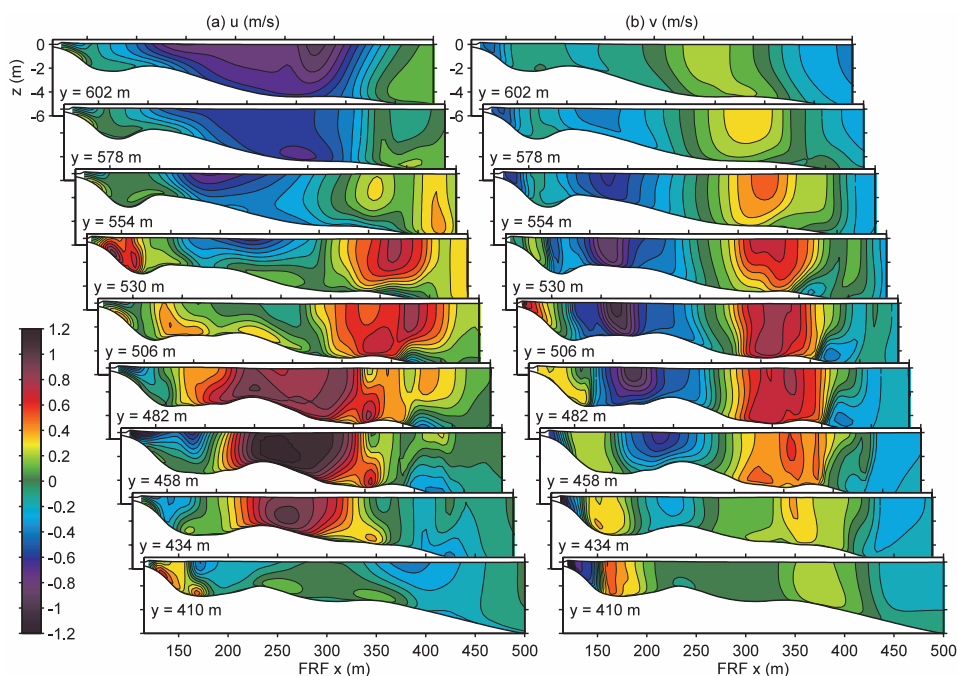 (a) u (m/s)
(b) v (m/s)
z (m)
0
-2
-4
-6
0
-2
-4
-6
y = 602 m
y = 602 m
y = 578 m
y = 578 m
y = 554 m
y = 554 m
y = 530 m
y = 530 m
y = 506 m
y = 506 m
y = 482 m
y = 482 m
y = 458 m
y = 458 m
y = 434 m
y = 434 m
y = 410 m
y = 410 m
1.2
1
0.8
0.6
0.4
0.2
0
-0.2
-0.4
-0.6
-0.8
-1
-1.2
150 200 250 300 350 400 450 500
150 200 250 300 350 400 450 500
FRF x (m)
FRF x (m)